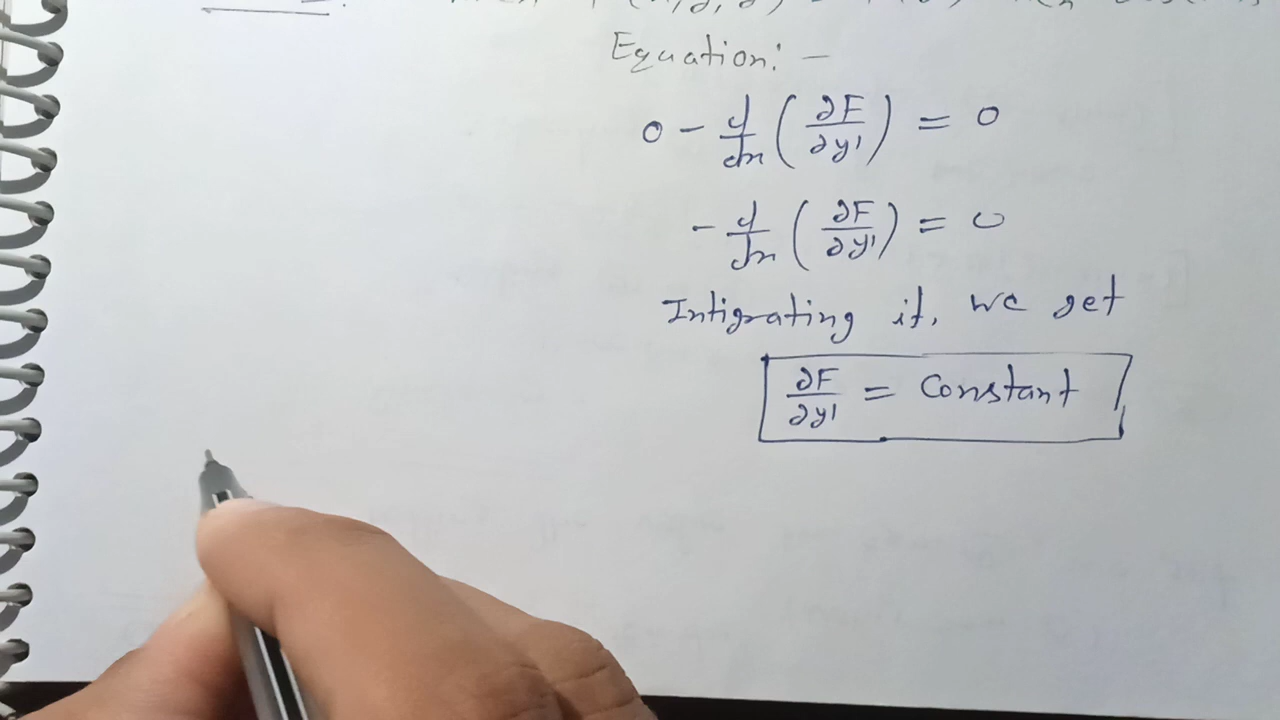 Equation:-
0 - d/dx (∂F/∂y') = 0
- d/dx (∂F/∂y') = 0
Intigrating it, we get
∂F/∂y' = Constant